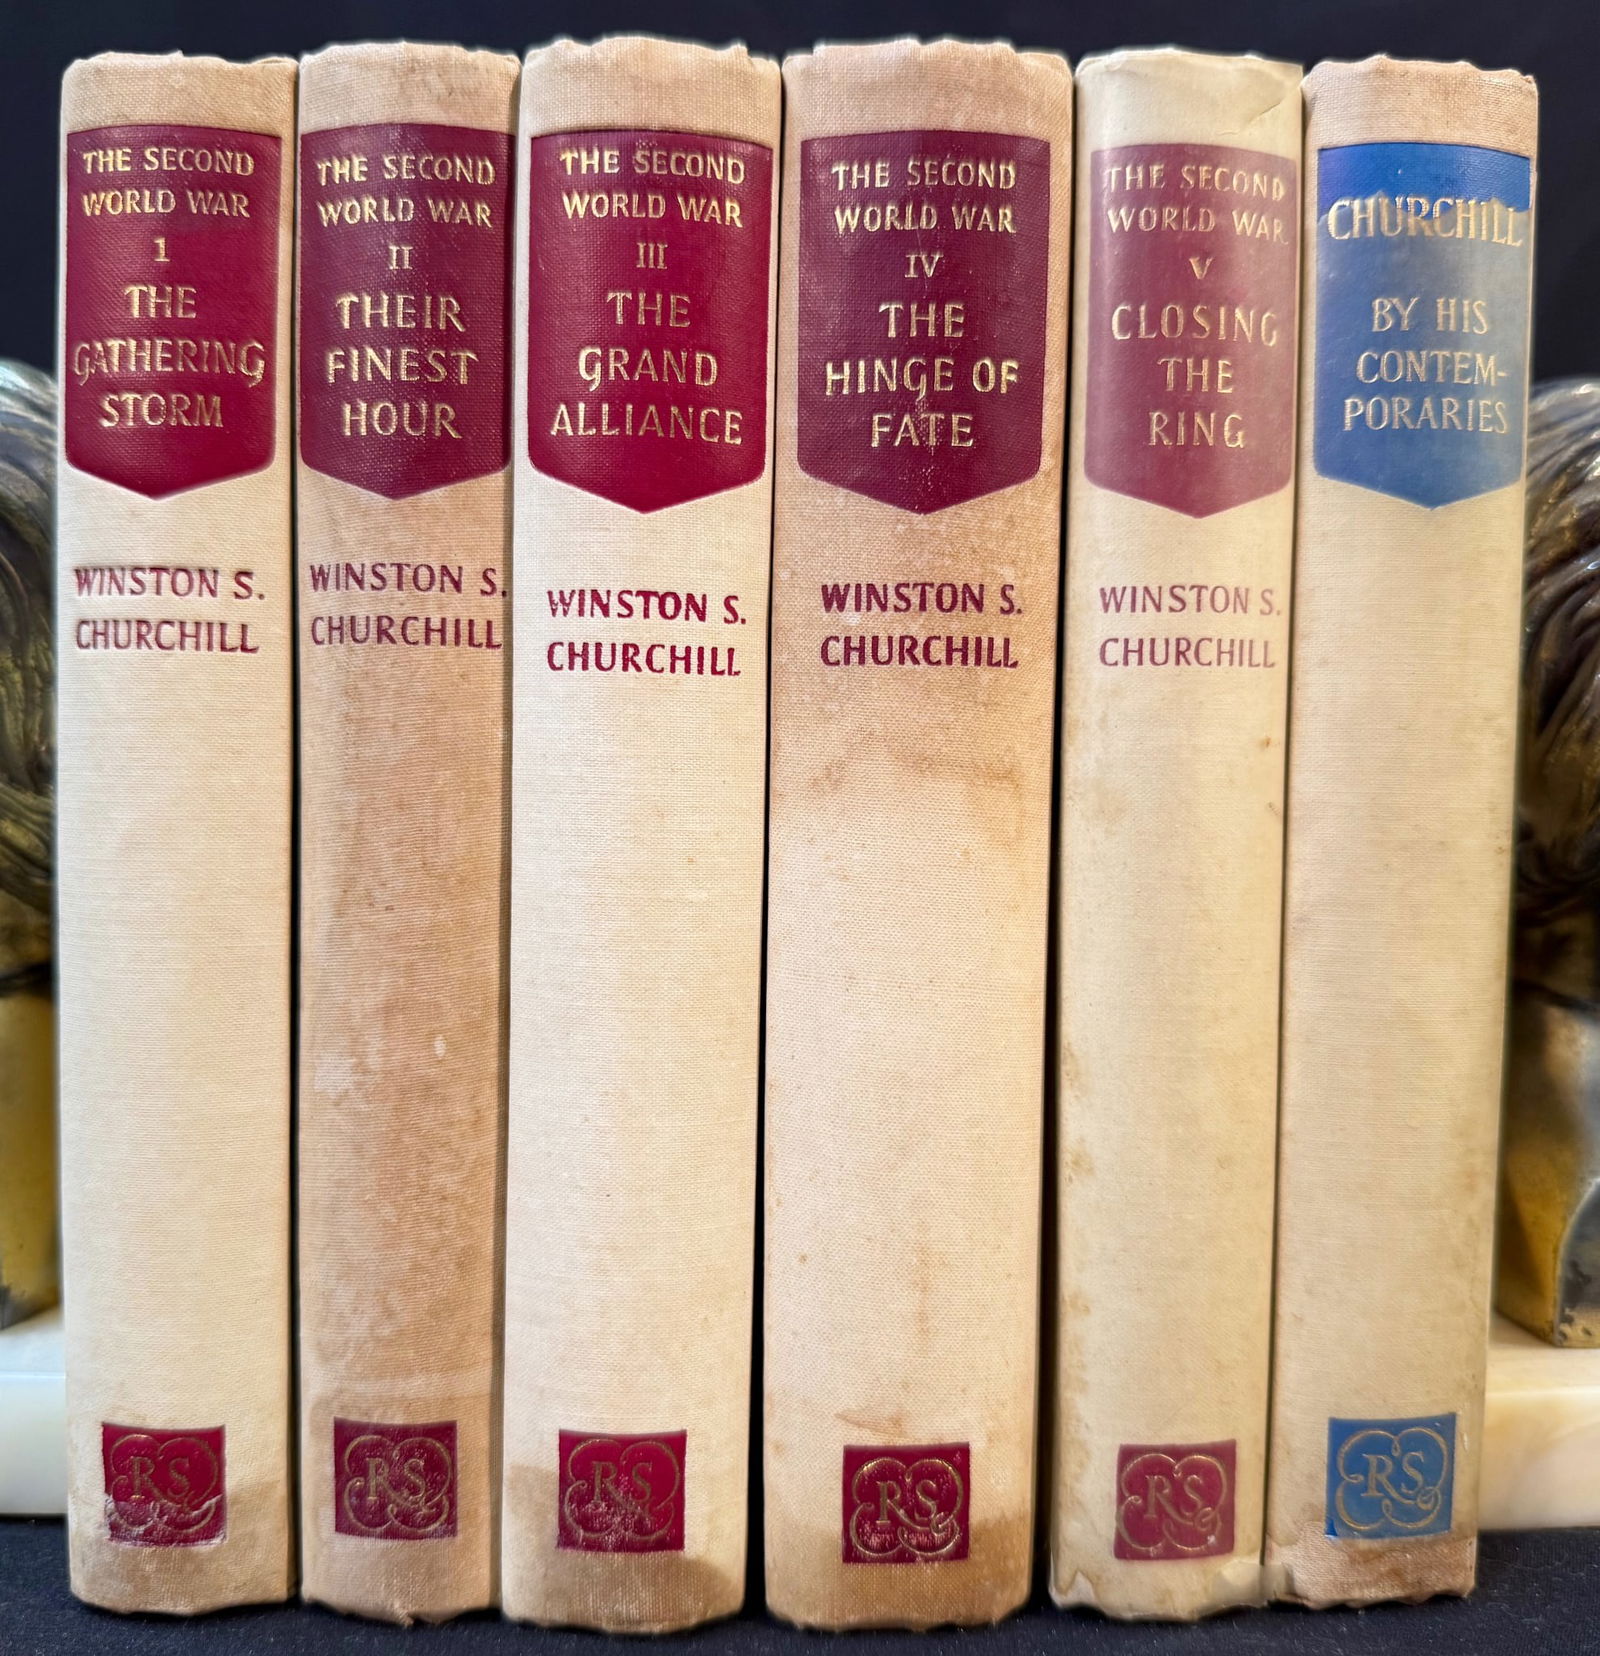 THE SECOND
WORLD WAR
1
THE
GATHERING
STORM
WINSTON S.
CHURCHILL
RS
THE SECOND
WORLD WAR
II
THEIR
FINEST
HOUR
WINSTON S.
CHURCHILL
RS
THE SECOND
WORLD WAR
III
THE
GRAND
ALLIANCE
WINSTON S.
CHURCHILL
RS
THE SECOND
WORLD WAR
IV
THE
HINGE OF
FATE
WINSTON S.
CHURCHILL
RS
THE SECOND
WORLD WAR
V
CLOSING
THE
RING
WINSTON S.
CHURCHILL
RS
CHURCHILL
BY HIS
CONTEM-
PORARIES
RS